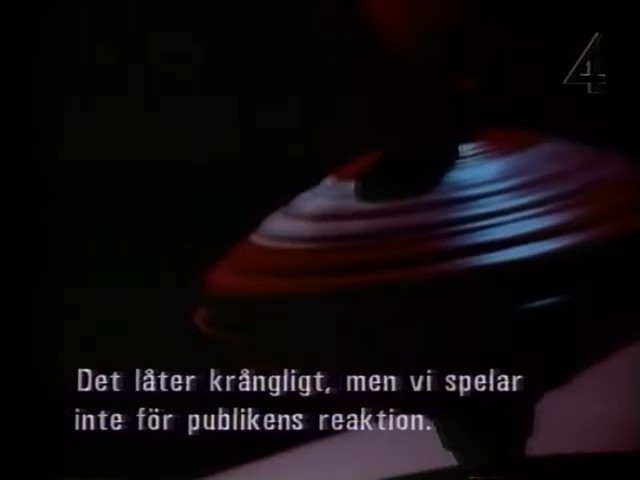 4
Det låter krångligt, men vi spelar
inte för publikens reaktion.